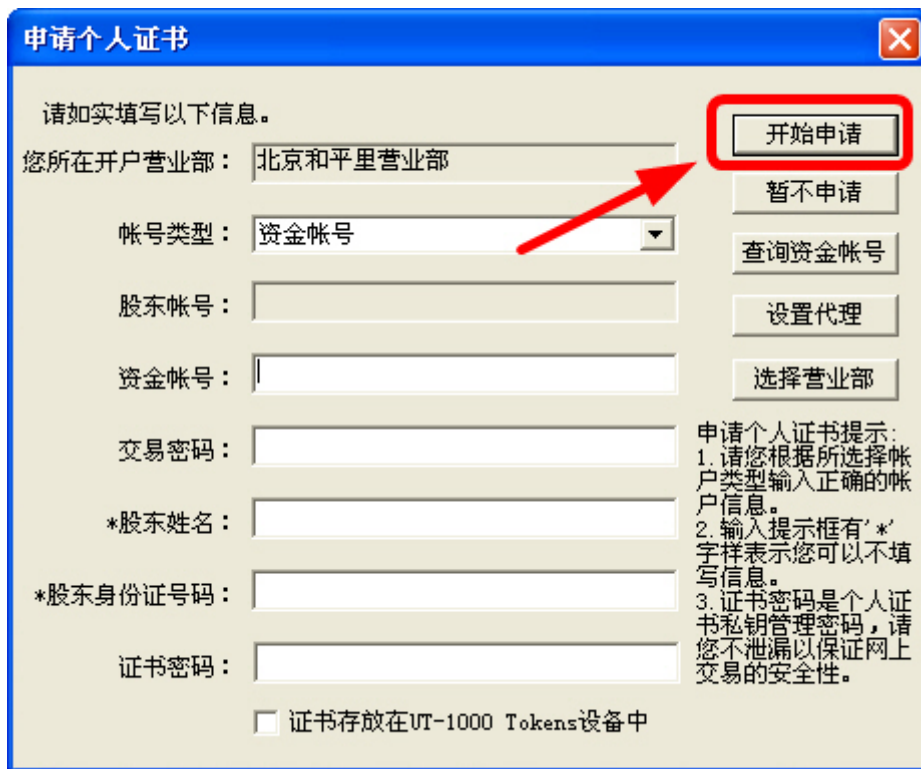 申请个人证书
请如实填写以下信息。
开始申请
您所在开户营业部：
北京和平里营业部
暂不申请
帐号类型：
资金帐号
查询资金帐号
股东帐号：
设置代理
资金帐号：
选择营业部
交易密码：
*股东姓名：
*股东身份证号码：
证书密码：
证书存放在UT-1000 Tokens设备中
申请个人证书提示:
1.请您根据所选择帐
户类型输入正确的帐
户信息。
2.输入提示框有'*'
字样表示您可以不填
写信息。
3.证书密码是个人证
书私钥管理密码，请
您不泄漏以保证网上
交易的安全性。